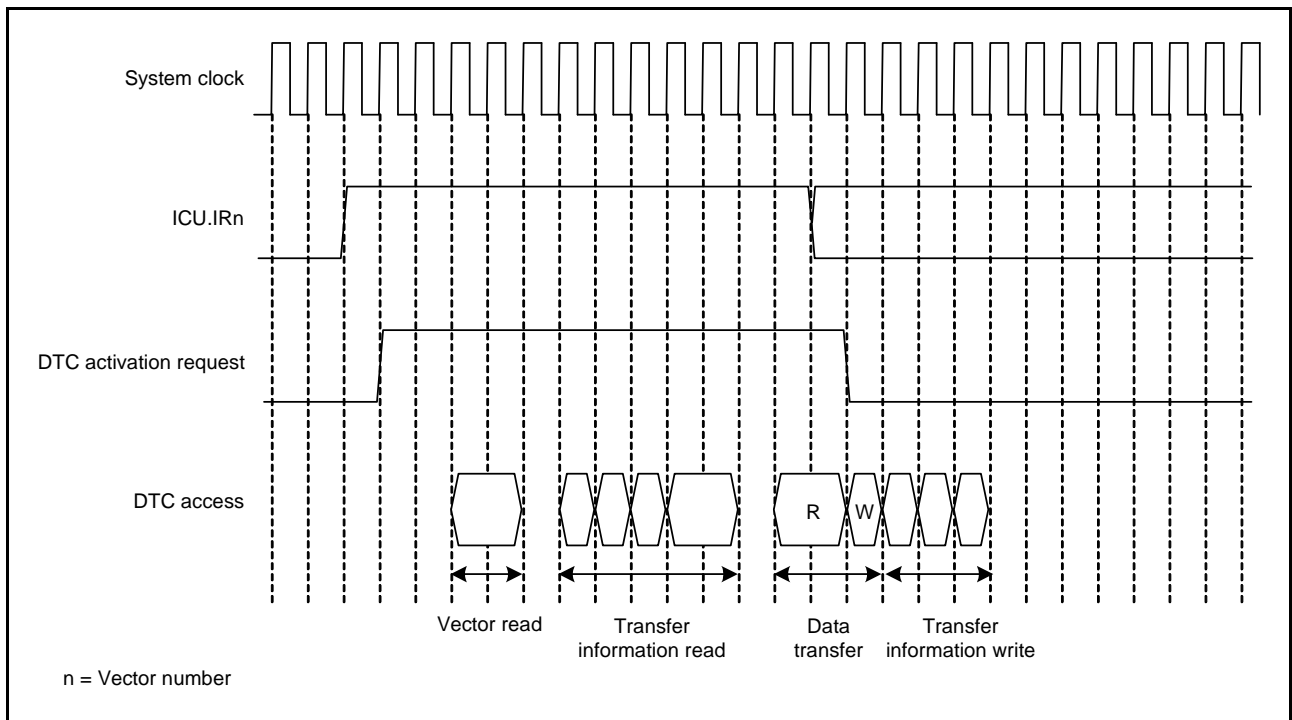 System clock
ICU.IRn
DTC activation request
DTC access
R
W
Vector read
Transfer
information read
Data
transfer
Transfer
information write
n = Vector number